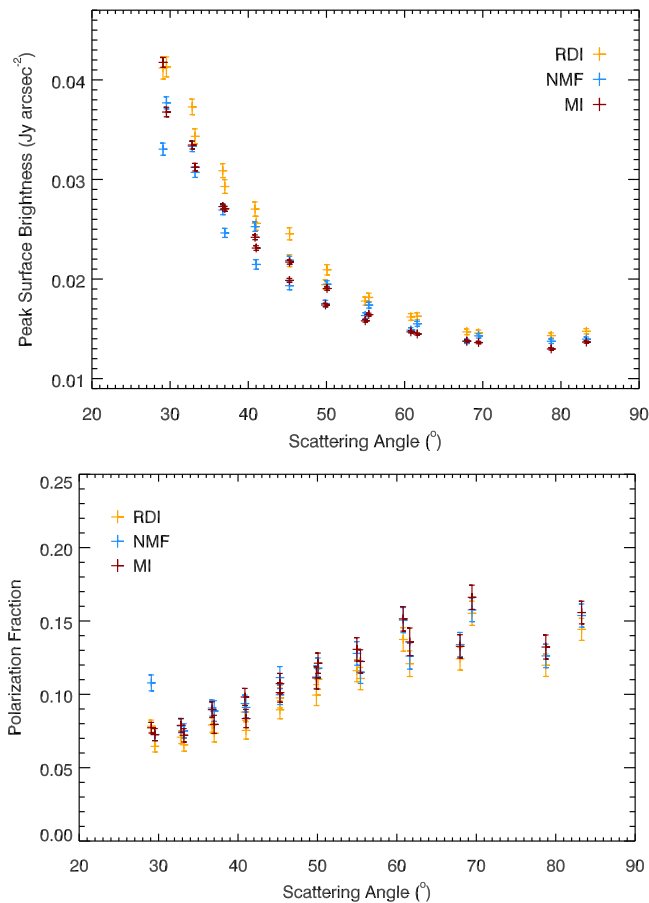 0.04
0.03
0.02
0.01
Peak Surface Brightness (Jy arcsec⁻²)
RDI
NMF
MI
20 30 40 50 60 70 80 90
Scattering Angle (°)
0.25
0.20
0.15
0.10
0.05
0.00
Polarization Fraction
RDI
NMF
MI
20 30 40 50 60 70 80 90
Scattering Angle (°)